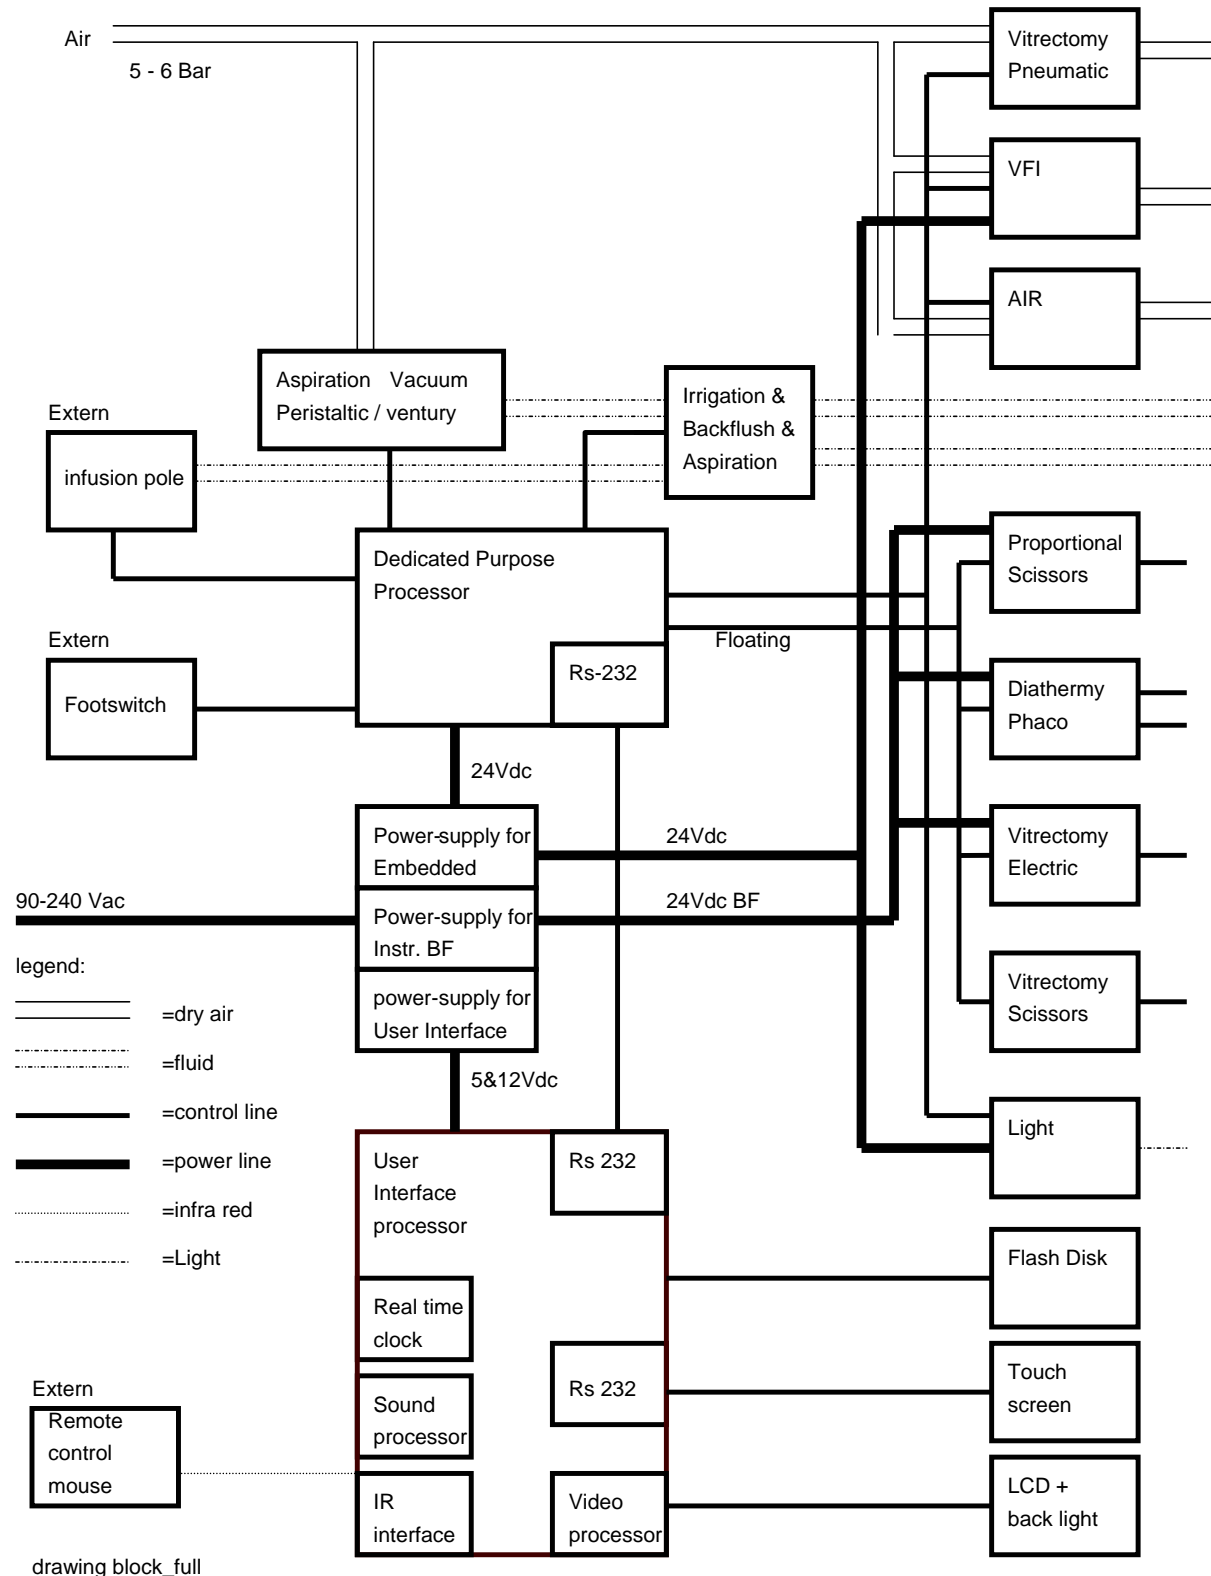 Air
5 - 6 Bar
Vitrectomy
Pneumatic
VFI
AIR
Aspiration Vacuum
Peristaltic / ventury
Irrigation &
Backflush &
Aspiration
Extern
infusion pole
Dedicated Purpose
Processor
Rs-232
Floating
Proportional
Scissors
Extern
Footswitch
Diathermy
Phaco
24Vdc
Power-supply for
Embedded
24Vdc
Vitrectomy
Electric
90-240 Vac
Power-supply for
Instr. BF
24Vdc BF
power-supply for
User Interface
Vitrectomy
Scissors
legend:
=dry air
=fluid
=control line
=power line
=infra red
=Light
5&12Vdc
User
Interface
processor
Rs 232
Light
Real time
clock
Flash Disk
Sound
processor
Rs 232
Touch
screen
Extern
Remote
control
mouse
IR
interface
Video
processor
LCD +
back light
drawing block_full